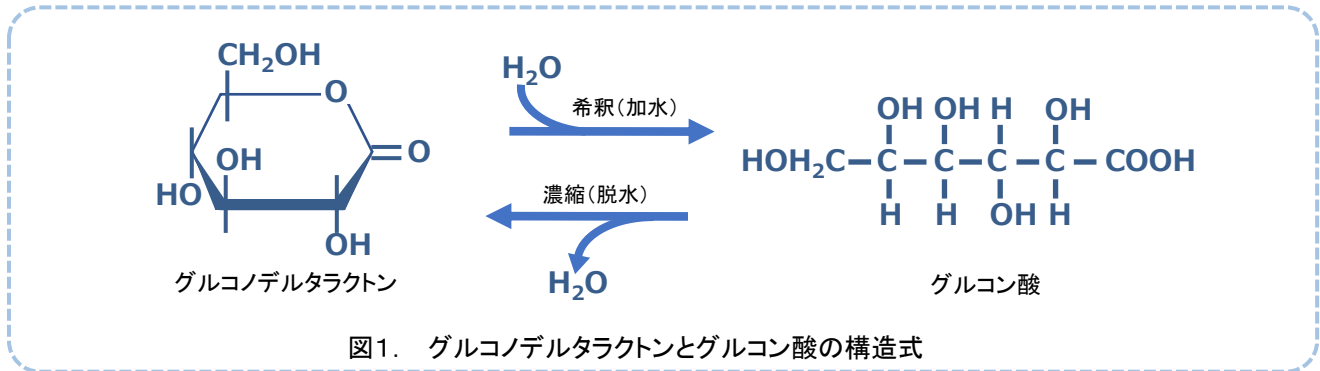 CH₂OH
O
O
OH
HO
OH
グルコノデルタラクトン
H₂O
希釈(加水)
濃縮(脱水)
H₂O
OH OH H OH
HOH₂C－C－C－C－C－COOH
H H OH H
グルコン酸
図1. グルコノデルタラクトンとグルコン酸の構造式